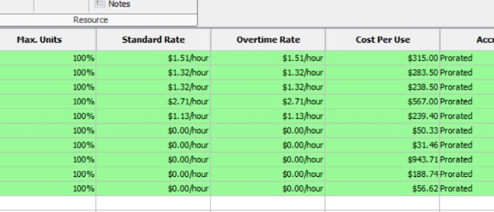 Notes
Resource
Max. Units Standard Rate Overtime Rate Cost Per Use Accr
100% $1.51/hour $1.51/hour $315.00 Prorated
100% $1.32/hour $1.32/hour $283.50 Prorated
100% $1.32/hour $1.32/hour $238.50 Prorated
100% $2.71/hour $2.71/hour $567.00 Prorated
100% $1.13/hour $1.13/hour $239.40 Prorated
100% $0.00/hour $0.00/hour $50.33 Prorated
100% $0.00/hour $0.00/hour $31.46 Prorated
100% $0.00/hour $0.00/hour $943.71 Prorated
100% $0.00/hour $0.00/hour $188.74 Prorated
100% $0.00/hour $0.00/hour $56.62 Prorated